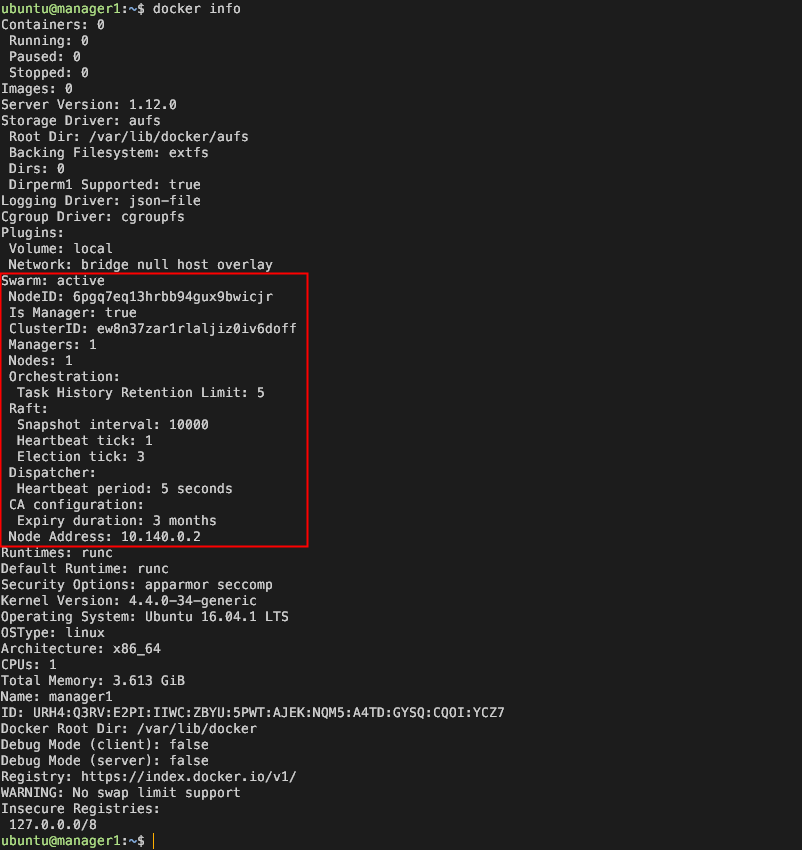 ubuntu@manager1:~$ docker info
Containers: 0
 Running: 0
 Paused: 0
 Stopped: 0
Images: 0
Server Version: 1.12.0
Storage Driver: aufs
 Root Dir: /var/lib/docker/aufs
 Backing Filesystem: extfs
 Dirs: 0
 Dirperm1 Supported: true
Logging Driver: json-file
Cgroup Driver: cgroupfs
Plugins:
 Volume: local
 Network: bridge null host overlay
Swarm: active
 NodeID: 6pgq7eq13hrbb94gux9bwicjr
 Is Manager: true
 ClusterID: ew8n37zar1rlaljiz0iv6doff
 Managers: 1
 Nodes: 1
 Orchestration:
  Task History Retention Limit: 5
 Raft:
  Snapshot interval: 10000
  Heartbeat tick: 1
  Election tick: 3
 Dispatcher:
  Heartbeat period: 5 seconds
 CA configuration:
  Expiry duration: 3 months
 Node Address: 10.140.0.2
Runtimes: runc
Default Runtime: runc
Security Options: apparmor seccomp
Kernel Version: 4.4.0-34-generic
Operating System: Ubuntu 16.04.1 LTS
OSType: linux
Architecture: x86_64
CPUs: 1
Total Memory: 3.613 GiB
Name: manager1
ID: URH4:Q3RV:E2PI:IIWC:ZBYU:5PWT:AJEK:NQM5:A4TD:GYSQ:CQOI:YCZ7
Docker Root Dir: /var/lib/docker
Debug Mode (client): false
Debug Mode (server): false
Registry: https://index.docker.io/v1/
WARNING: No swap limit support
Insecure Registries:
 127.0.0.0/8
ubuntu@manager1:~$